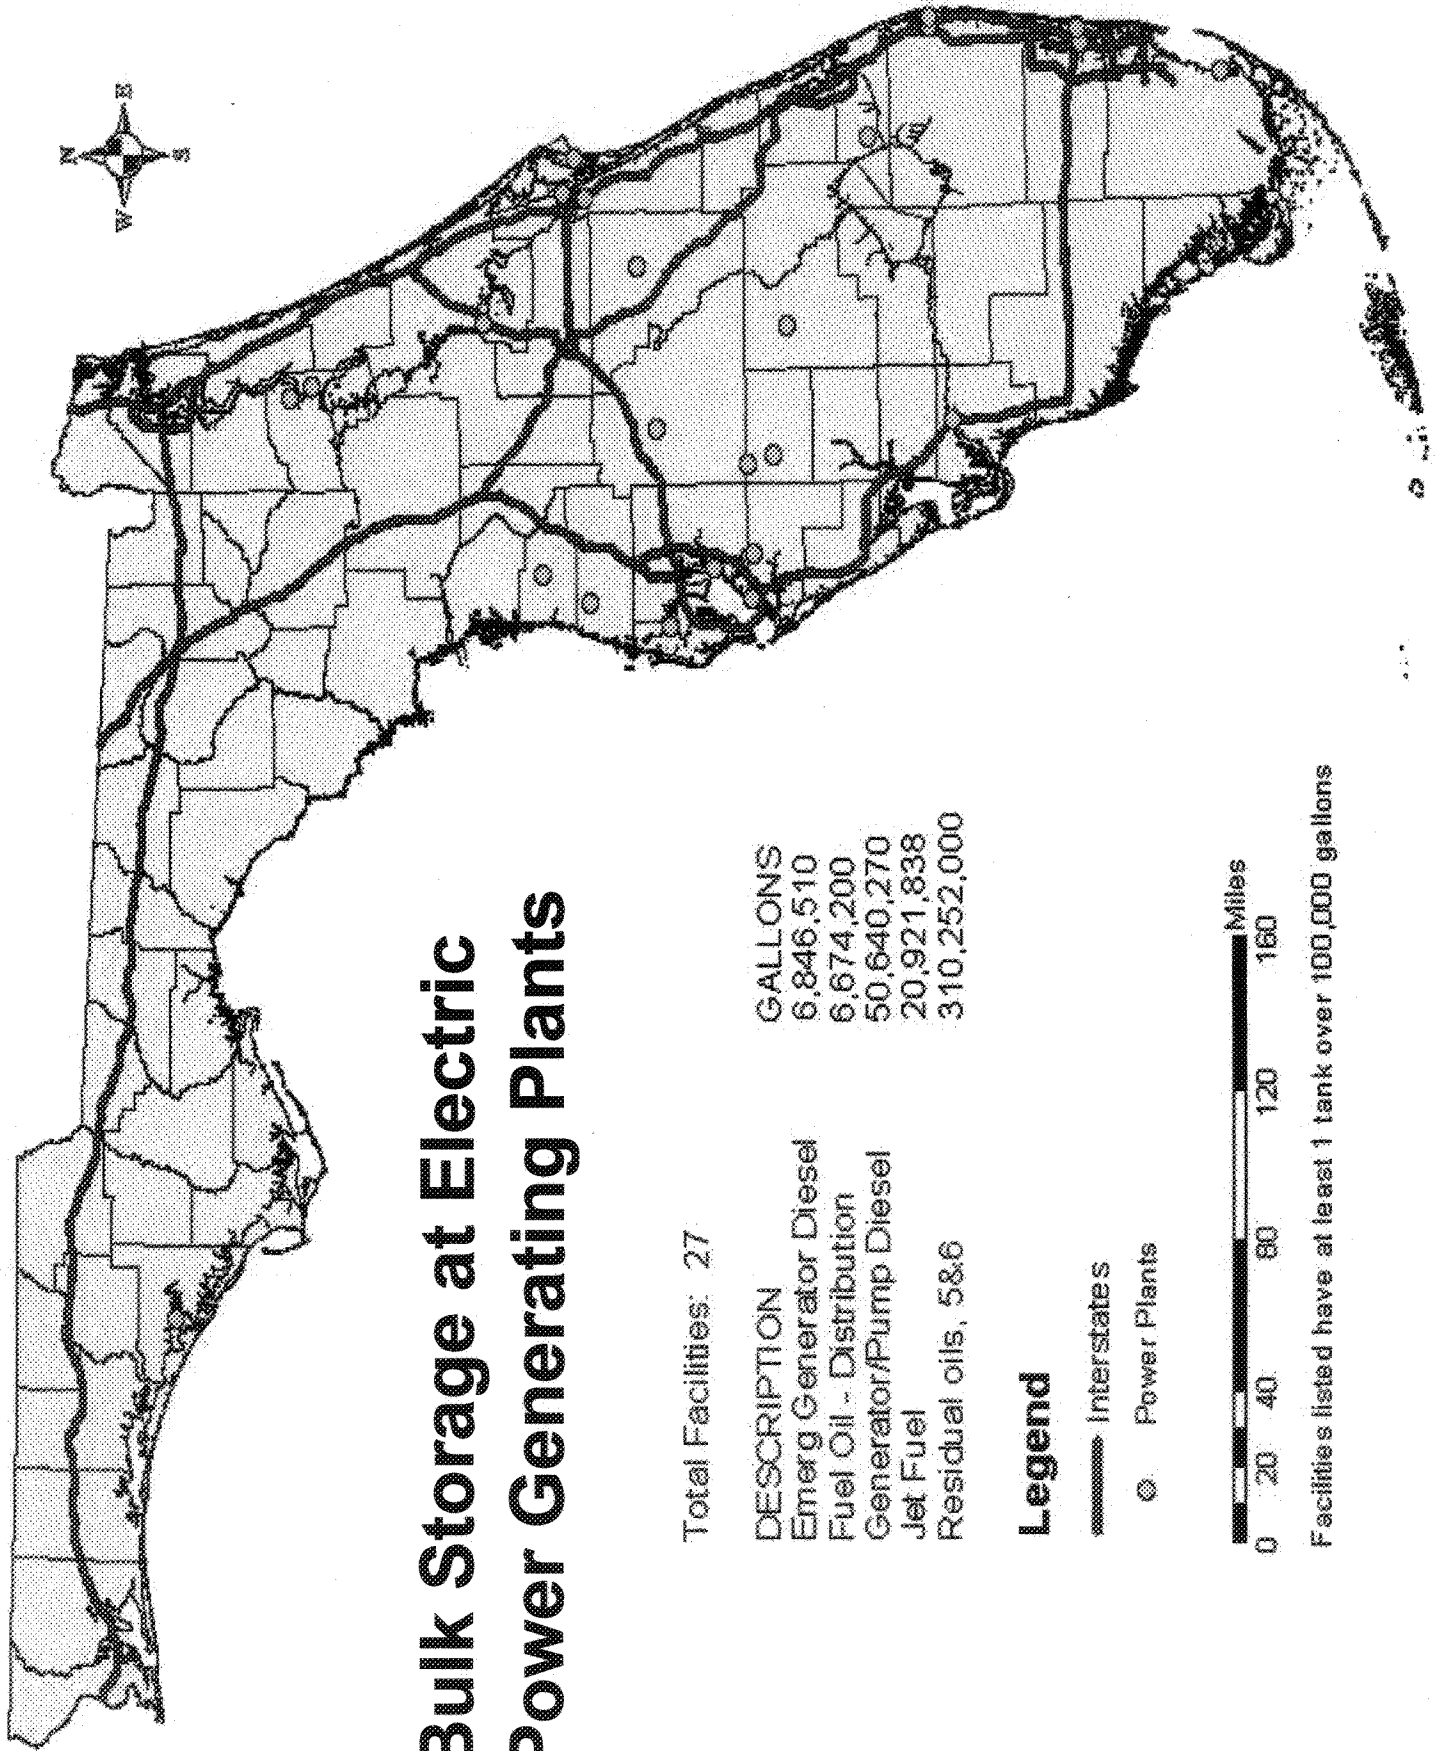 Bulk Storage at Electric
Power Generating Plants
N
W E
S
Total Facilities: 27
DESCRIPTION GALLONS
Emerg Generator Diesel 6,846,510
Fuel Oil - Distribution 6,674,200
Generator/Pump Diesel 50,640,270
Jet Fuel 20,921,838
Residual oils, 5&6 310,252,000
Legend
Interstates
Power Plants
0 20 40 80 120 160 Miles
Facilities listed have at least 1 tank over 100,000 gallons